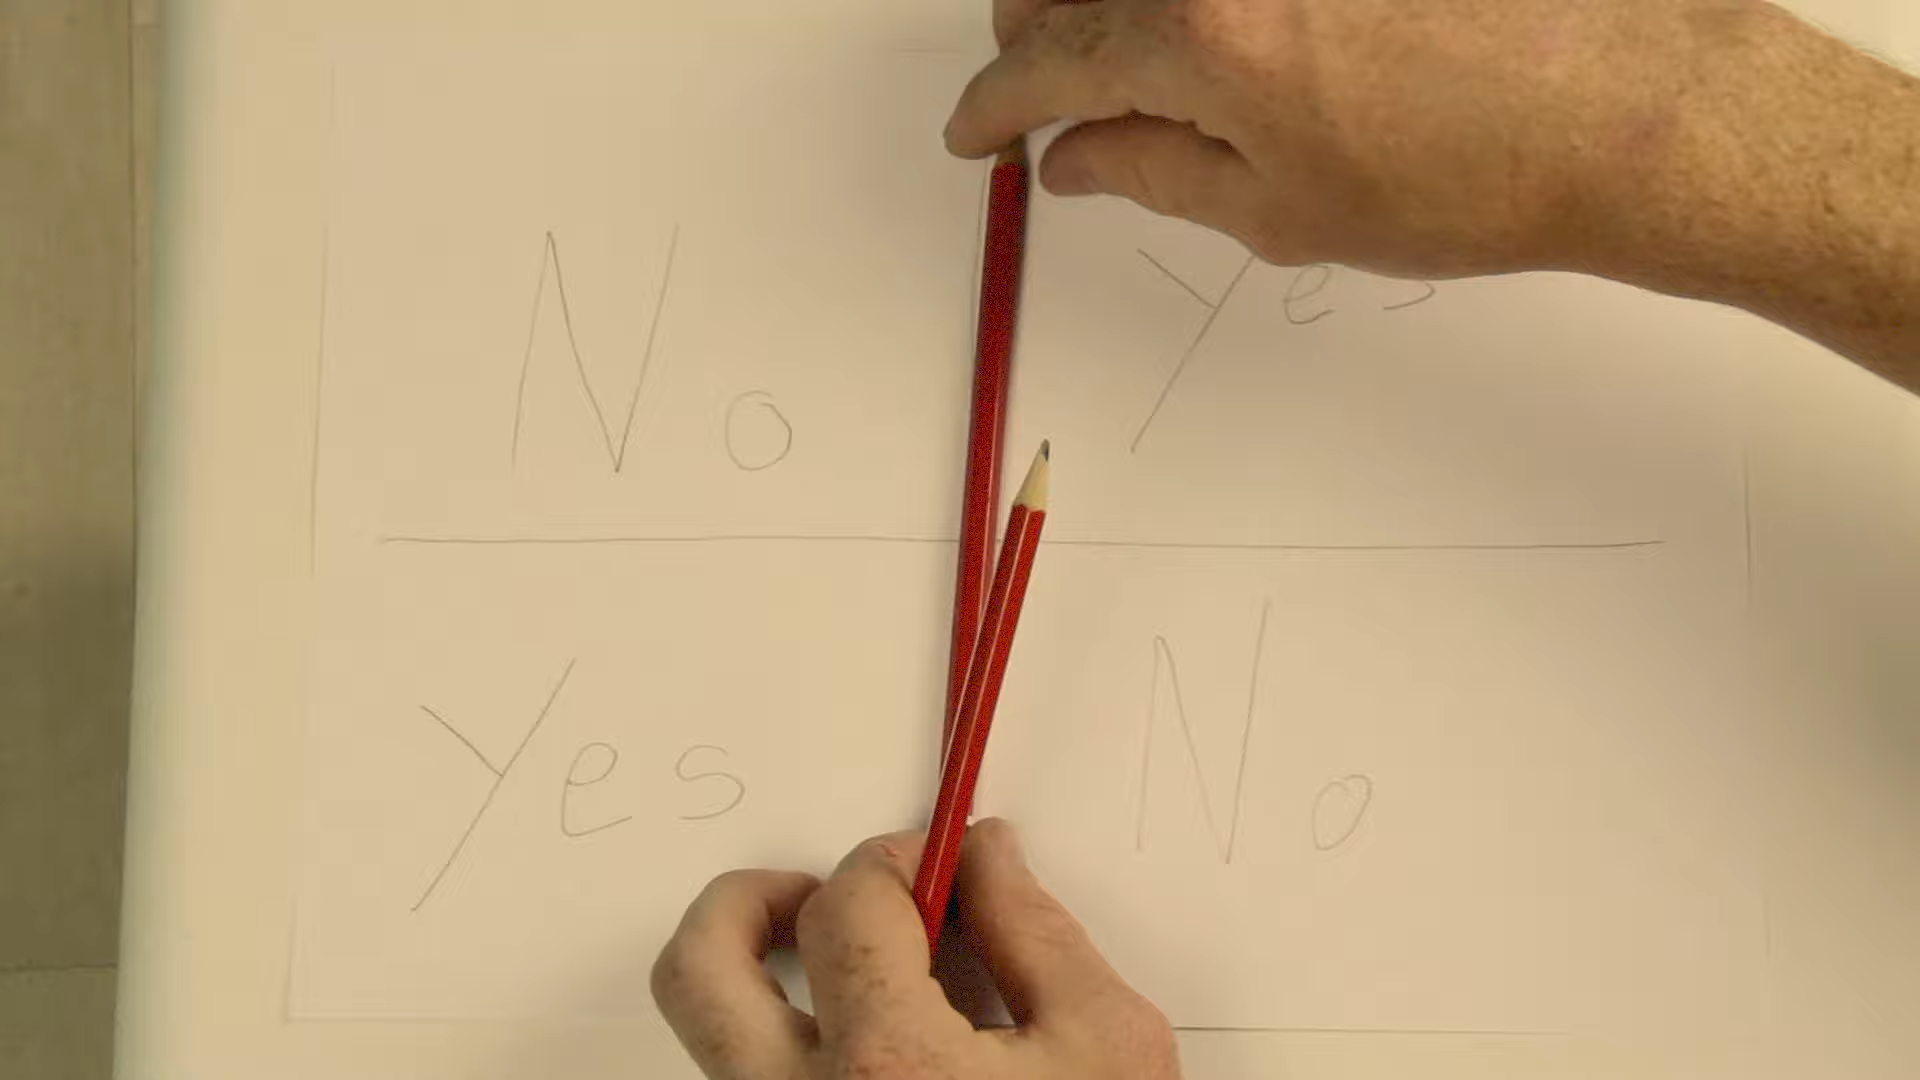 No Yes
Yes No